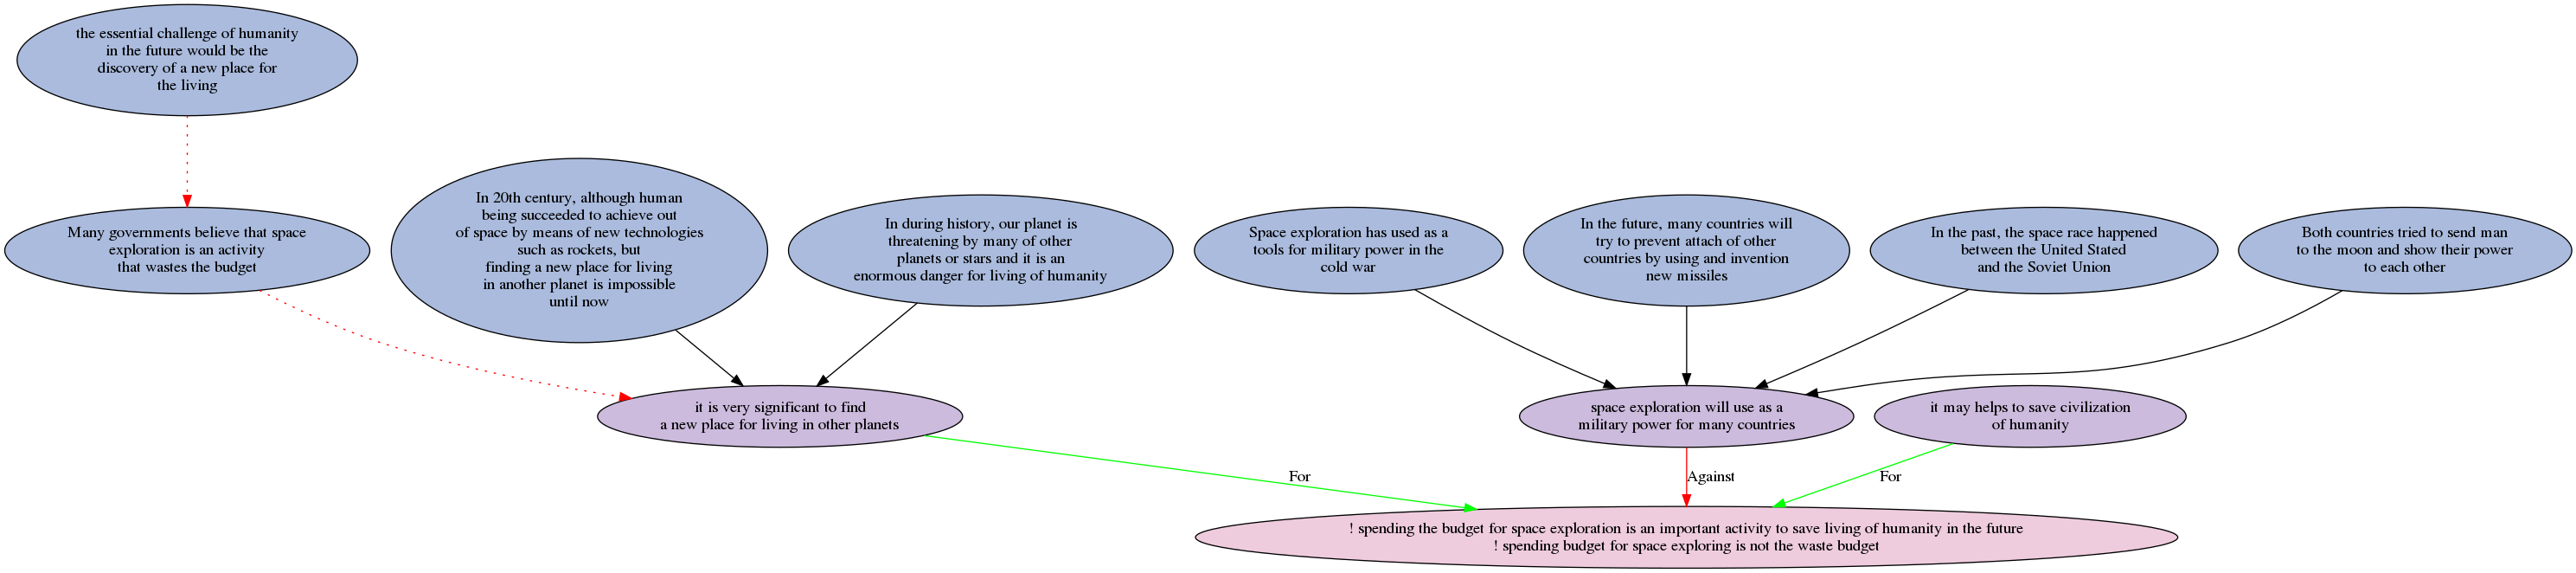 the essential challenge of humanity
in the future would be the
discovery of a new place for
the living
Many governments believe that space
exploration is an activity
that wastes the budget
In 20th century, although human
being succeeded to achieve out
of space by means of new technologies
such as rockets, but
finding a new place for living
in another planet is impossible
until now
In during history, our planet is
threatening by many of other
planets or stars and it is an
enormous danger for living of humanity
Space exploration has used as a
tools for military power in the
cold war
In the future, many countries will
try to prevent attach of other
countries by using and invention
new missiles
In the past, the space race happened
between the United Stated
and the Soviet Union
Both countries tried to send man
to the moon and show their power
to each other
it is very significant to find
a new place for living in other planets
space exploration will use as a
military power for many countries
it may helps to save civilization
of humanity
For
Against
For
! spending the budget for space exploration is an important activity to save living of humanity in the future
! spending budget for space exploring is not the waste budget